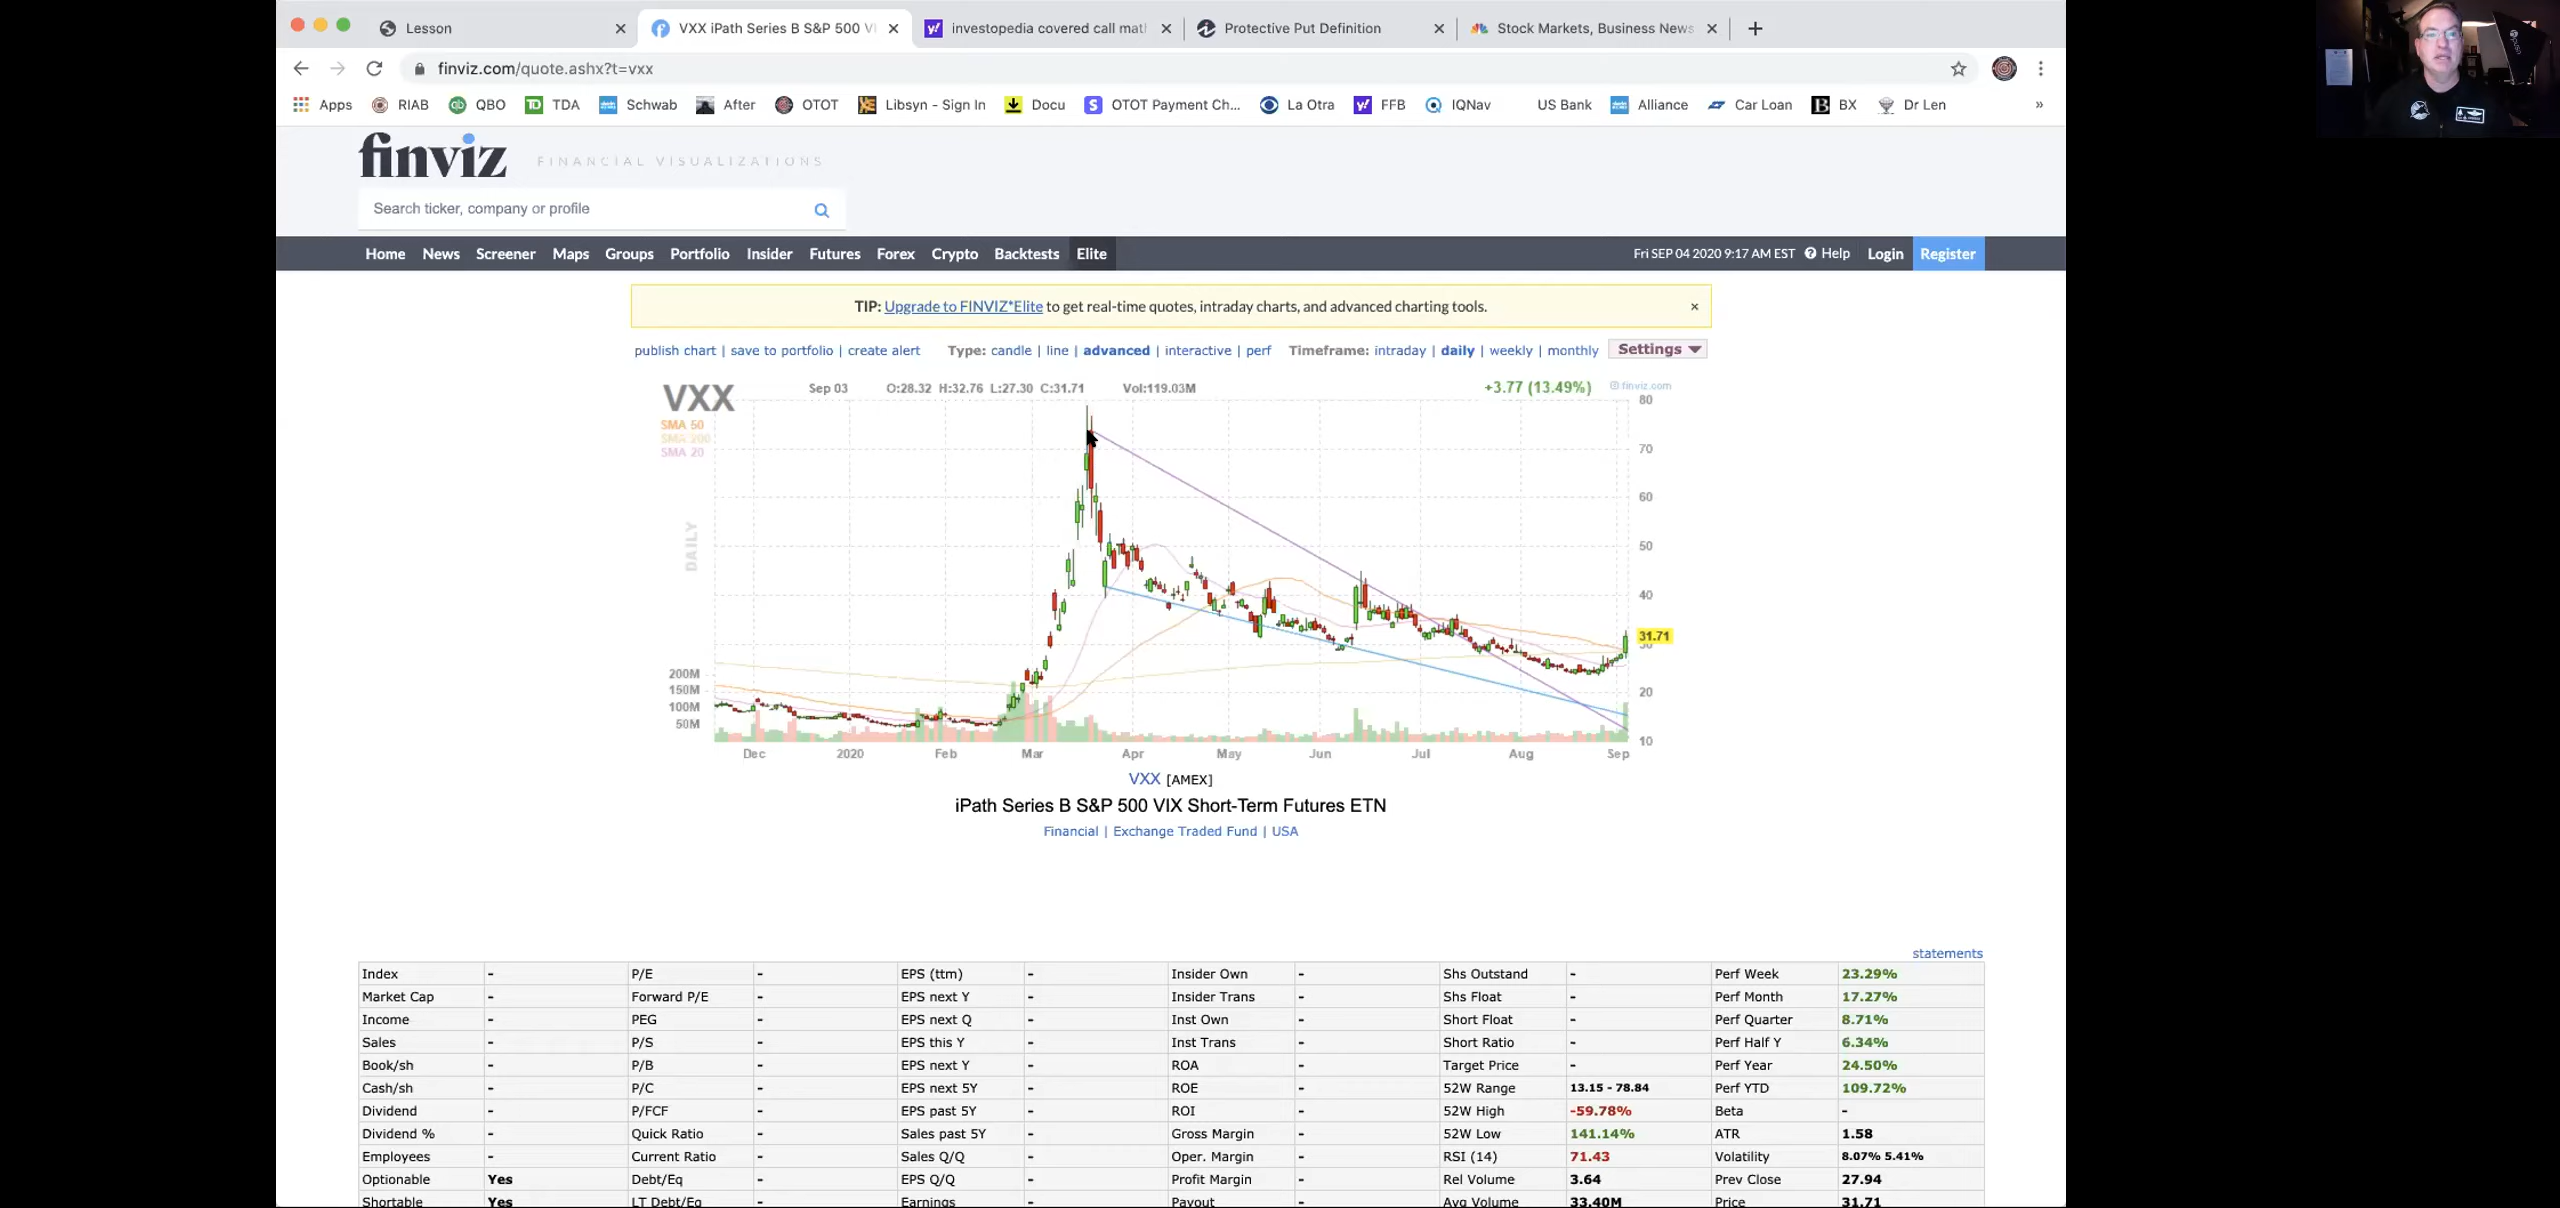 Lesson
VXX iPath Series B S&P 500 VI
investopedia covered call mat
Protective Put Definition
Stock Markets, Business News
finviz.com/quote.ashx?t=vxx
Apps RIAB QBO TDA Schwab After OTOT Libsyn - Sign In Docu OTOT Payment Ch... La Otra FFB IQNav US Bank Alliance Car Loan BX Dr Len »
finviz FINANCIAL VISUALIZATIONS
Search ticker, company or profile
Home News Screener Maps Groups Portfolio Insider Futures Forex Crypto Backtests Elite Fri SEP 04 2020 9:17 AM EST Help Login Register
TIP: Upgrade to FINVIZ*Elite to get real-time quotes, intraday charts, and advanced charting tools. ×
publish chart | save to portfolio | create alert Type: candle | line | advanced | interactive | perf Timeframe: intraday | daily | weekly | monthly Settings
VXX Sep 03 O:28.32 H:32.76 L:27.30 C:31.71 Vol:119.03M +3.77 (13.49%) © finviz.com
SMA 50
SMA 200
SMA 20
DAILY
80
70
60
50
40
31.71
30
20
10
200M
150M
100M
50M
Dec 2020 Feb Mar Apr May Jun Jul Aug Sep
VXX [AMEX]
iPath Series B S&P 500 VIX Short-Term Futures ETN
Financial | Exchange Traded Fund | USA
statements
Index - P/E - EPS (ttm) - Insider Own - Shs Outstand - Perf Week 23.29%
Market Cap - Forward P/E - EPS next Y - Insider Trans - Shs Float - Perf Month 17.27%
Income - PEG - EPS next Q - Inst Own - Short Float - Perf Quarter 8.71%
Sales - P/S - EPS this Y - Inst Trans - Short Ratio - Perf Half Y 6.34%
Book/sh - P/B - EPS next Y - ROA - Target Price - Perf Year 24.50%
Cash/sh - P/C - EPS next 5Y - ROE - 52W Range 13.15 - 78.84 Perf YTD 109.72%
Dividend - P/FCF - EPS past 5Y - ROI - 52W High -59.78% Beta -
Dividend % - Quick Ratio - Sales past 5Y - Gross Margin - 52W Low 141.14% ATR 1.58
Employees - Current Ratio - Sales Q/Q - Oper. Margin - RSI (14) 71.43 Volatility 8.07% 5.41%
Optionable Yes Debt/Eq - EPS Q/Q - Profit Margin - Rel Volume 3.64 Prev Close 27.94
Shortable Yes LT Debt/Eq - Earnings - Payout - Avg Volume 33.40M Price 31.71